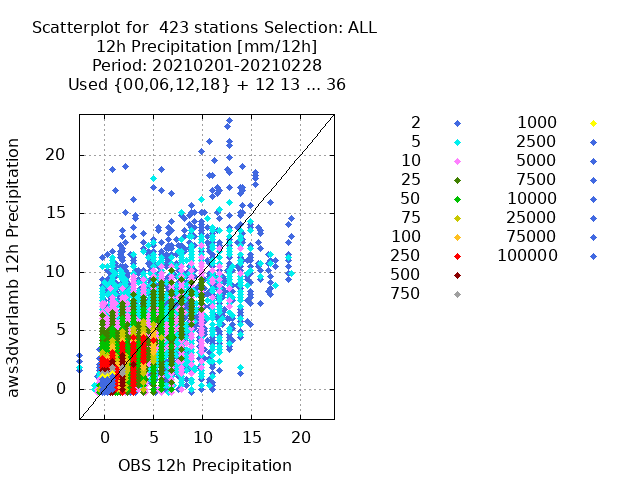 Scatterplot for  423 stations Selection: ALL
12h Precipitation [mm/12h]
Period: 20210201-20210228
Used {00,06,12,18} + 12 13 ... 36
aws3dvarlamb 12h Precipitation
20
15
10
5
0
0 5 10 15 20
OBS 12h Precipitation
2 1000
5 2500
10 5000
25 7500
50 10000
75 25000
100 75000
250 100000
500
750